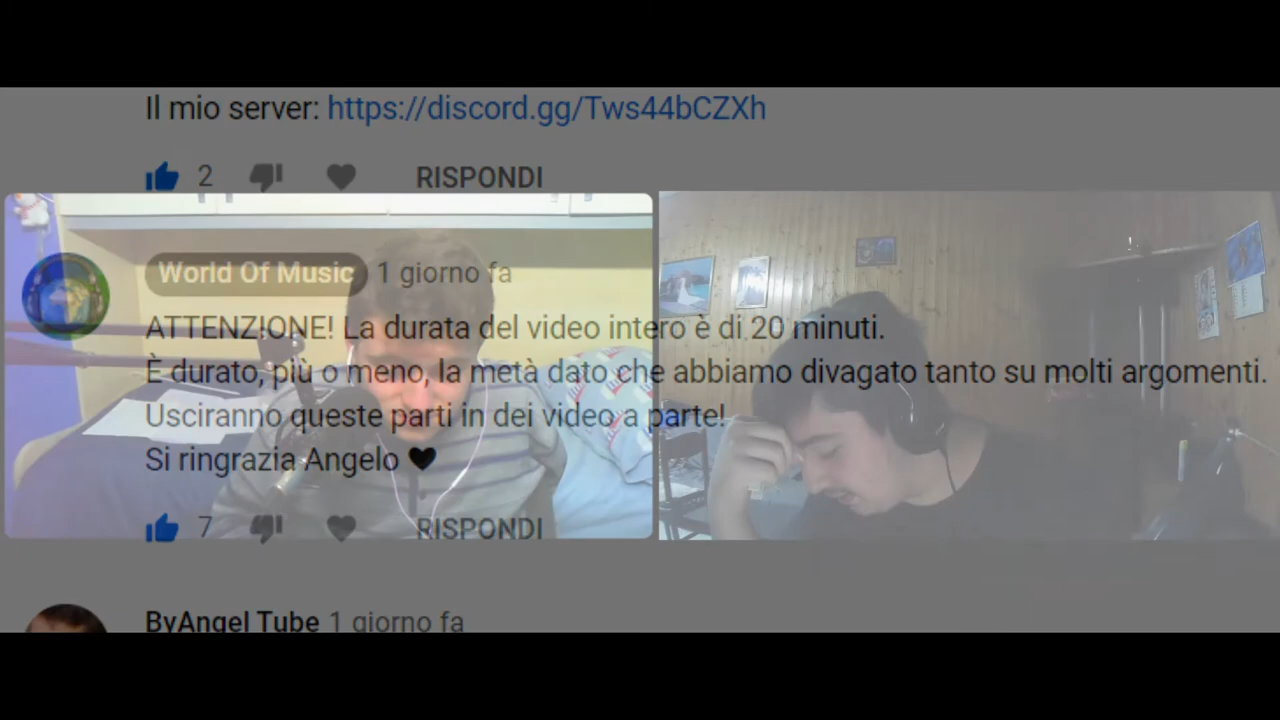 Il mio server: https://discord.gg/Tws44bCZXh
2 RISPONDI
World Of Music 1 giorno fa
ATTENZIONE! La durata del video intero è di 20 minuti.
È durato, più o meno, la metà dato che abbiamo divagato tanto su molti argomenti.
Usciranno queste parti in dei video a parte!
Si ringrazia Angelo 🖤
7 RISPONDI
ByAngel Tube 1 giorno fa